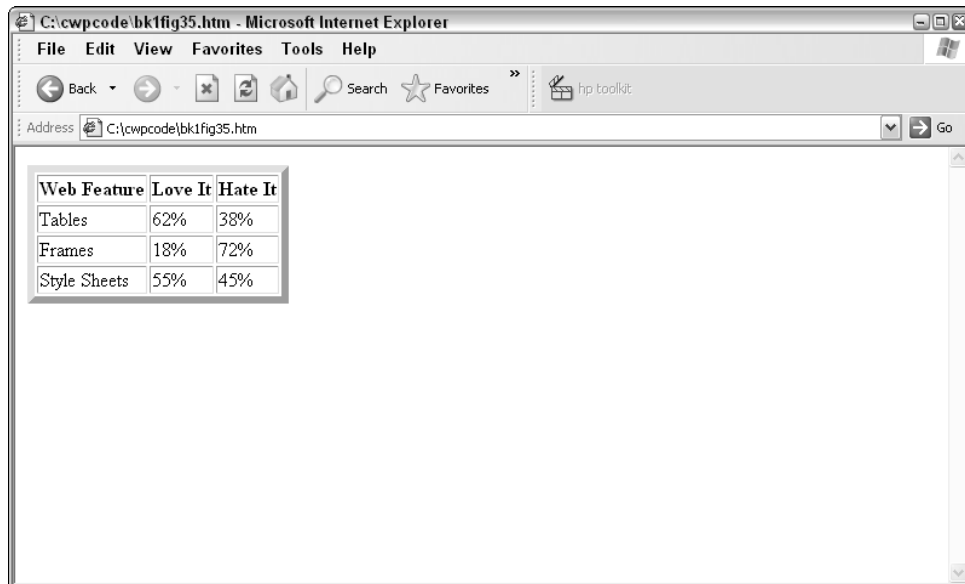 C:\cwpcode\bk1fig35.htm - Microsoft Internet Explorer
File Edit View Favorites Tools Help
Back Search Favorites » hp toolkit
Address C:\cwpcode\bk1fig35.htm Go
Web Feature Love It Hate It
Tables 62% 38%
Frames 18% 72%
Style Sheets 55% 45%